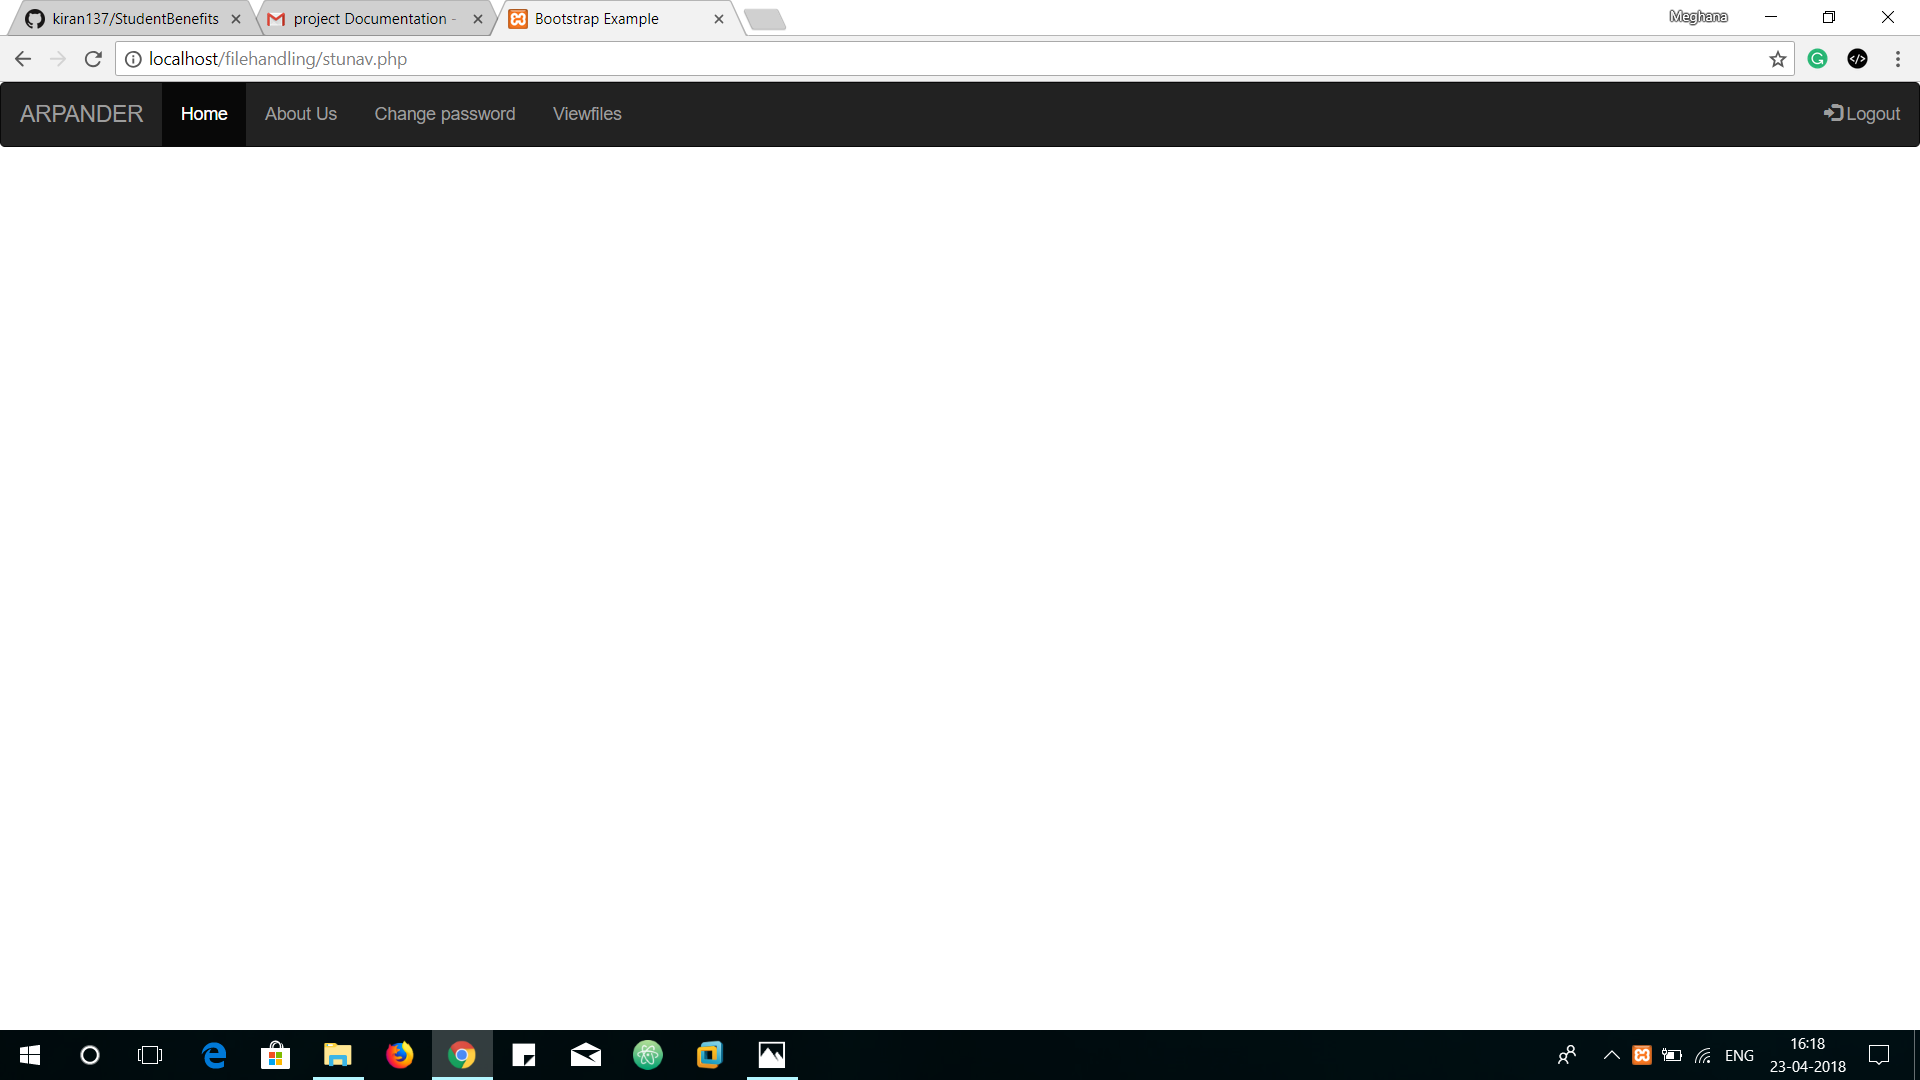 kiran137/StudentBenefits
project Documentation -
Bootstrap Example
Meghana
localhost/filehandling/stunav.php
ARPANDER Home About Us Change password Viewfiles Logout
ENG
16:18
23-04-2018